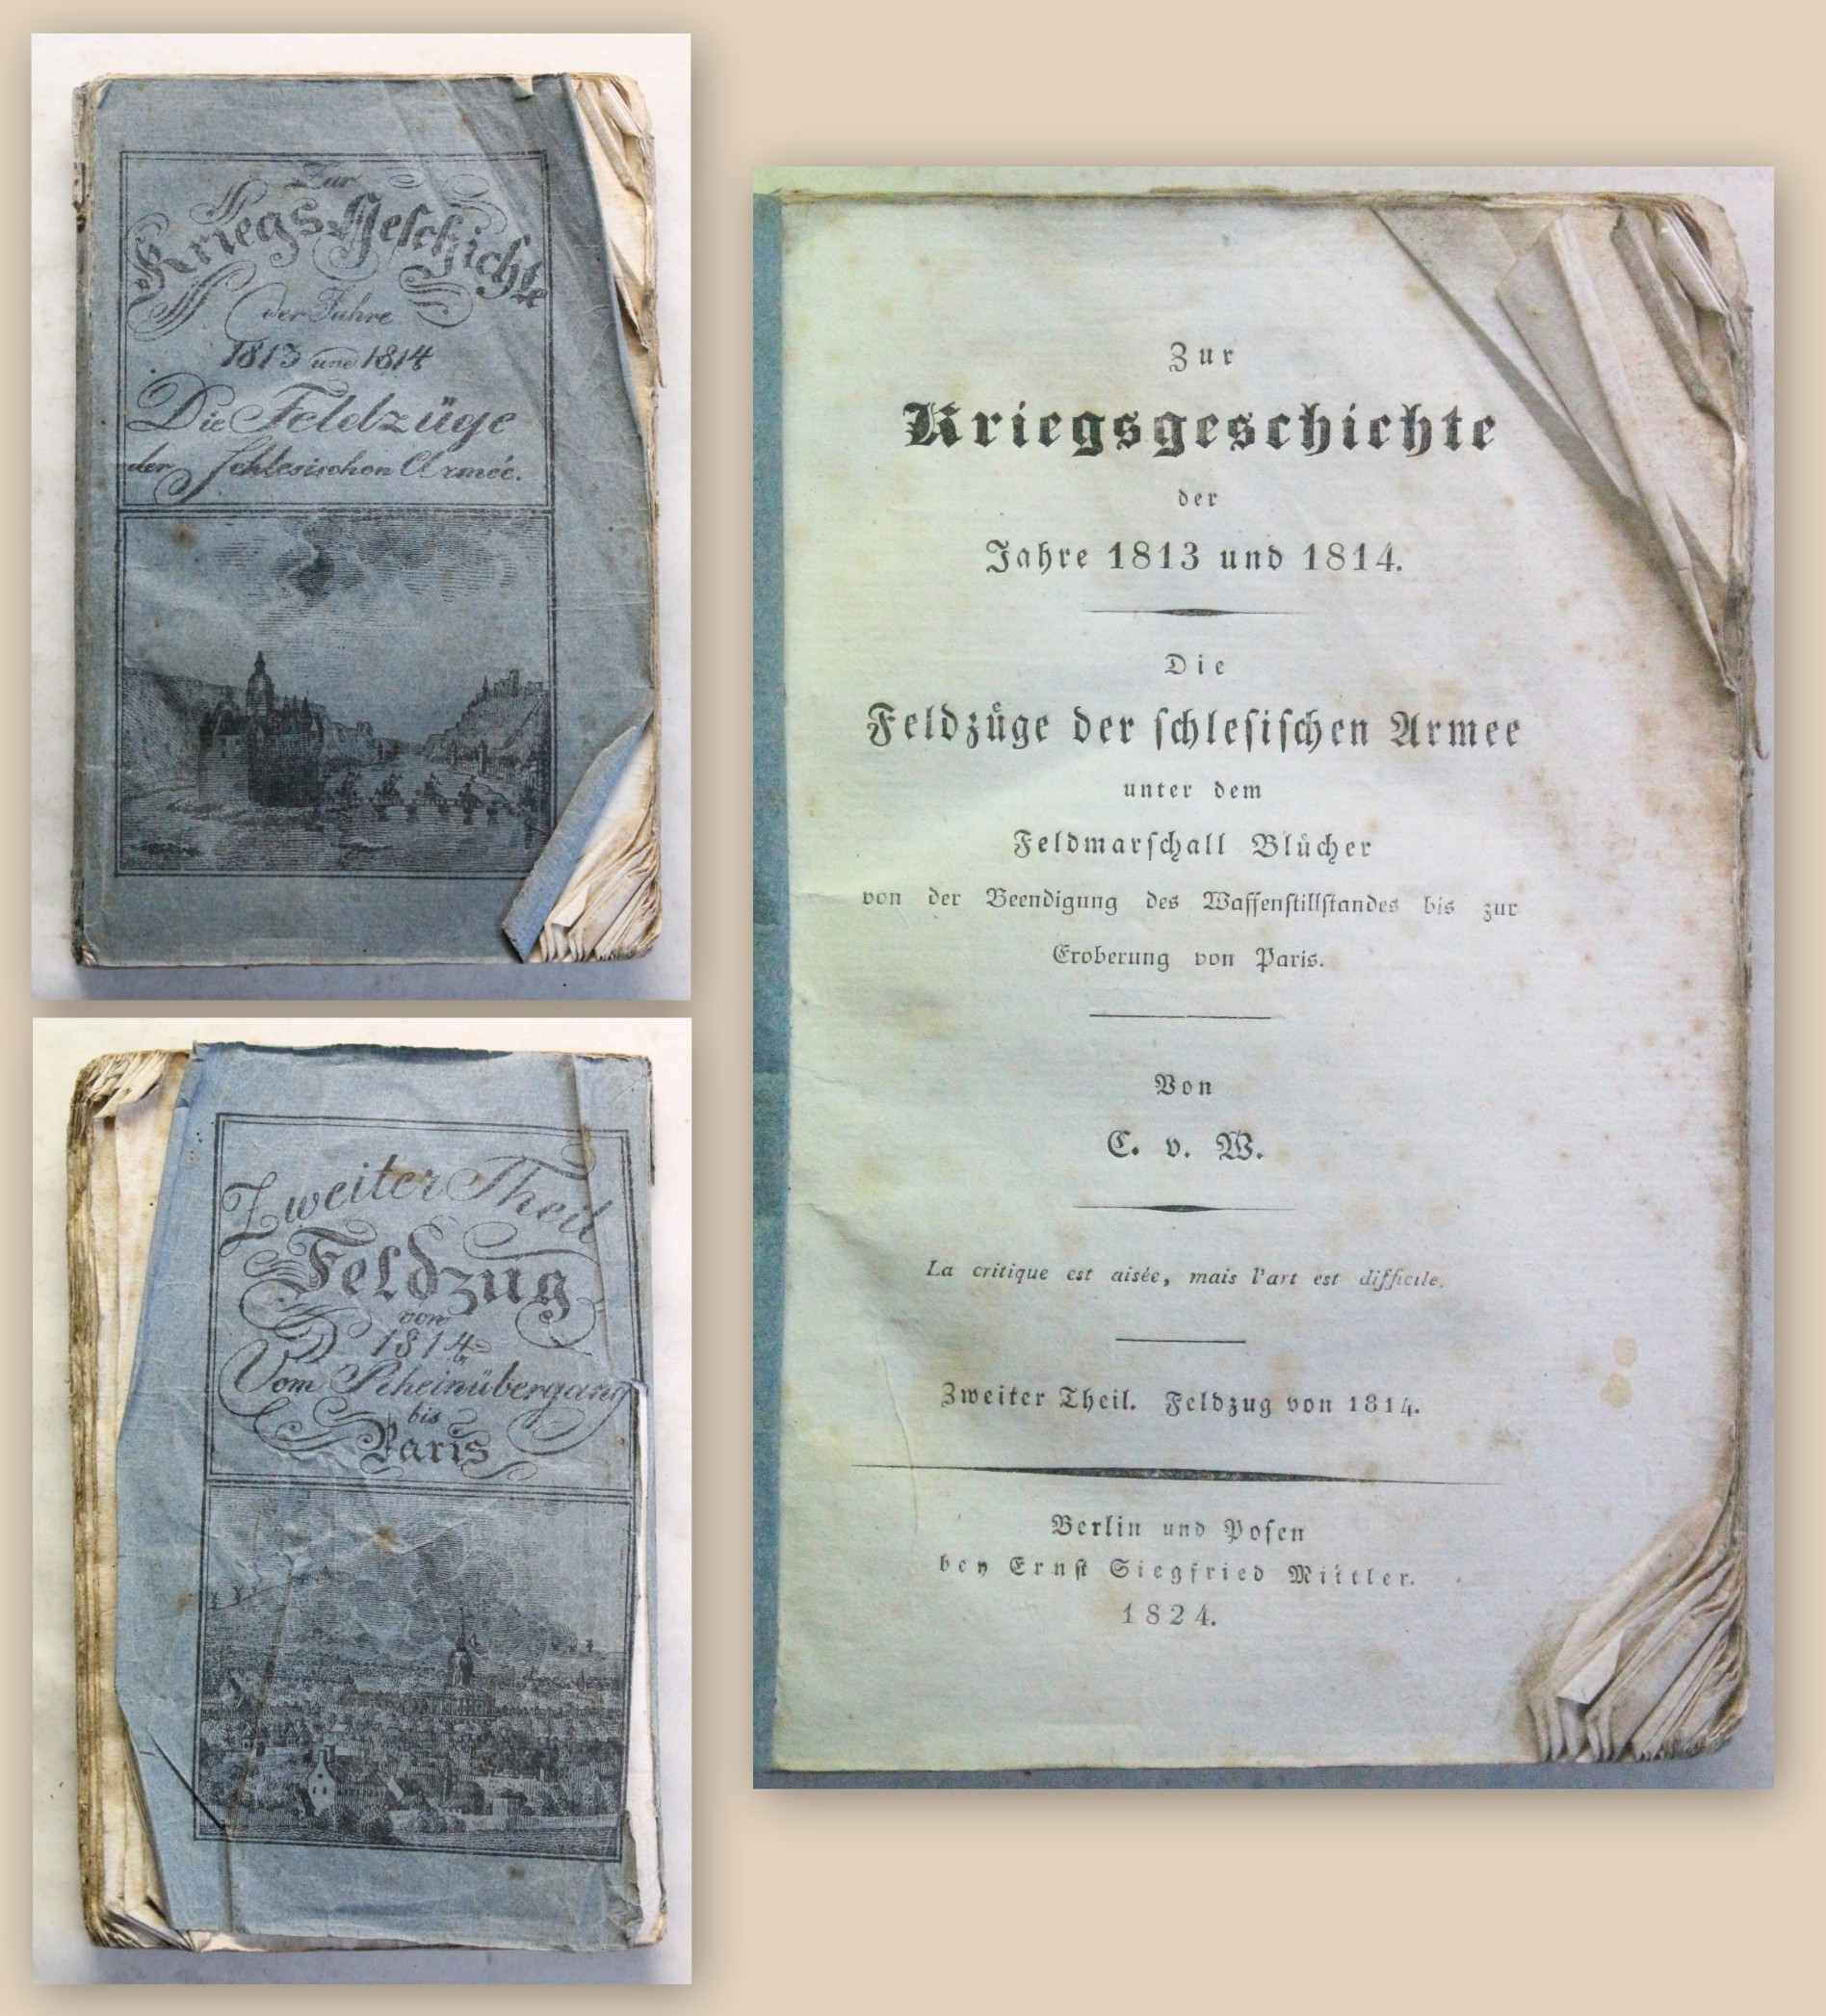 Zur
Kriegs Geschichte
der Jahre
1813 und 1814
Die Feldzüge
der Schlesischen Armée.
Zweiter Theil
Feldzug
von
1814
Vom Rheinübergang
bis
Paris
Zur
Kriegsgeschichte
der
Jahre 1813 und 1814.
Die
Feldzüge der schlesischen Armee
unter dem
Feldmarschall Blücher
von der Beendigung des Waffenstillstandes bis zur
Eroberung von Paris.
Von
C. v. W.
La critique est aisée, mais l'art est difficile.
Zweiter Theil. Feldzug von 1814.
Berlin und Posen
bey Ernst Siegfried Mittler.
1824.